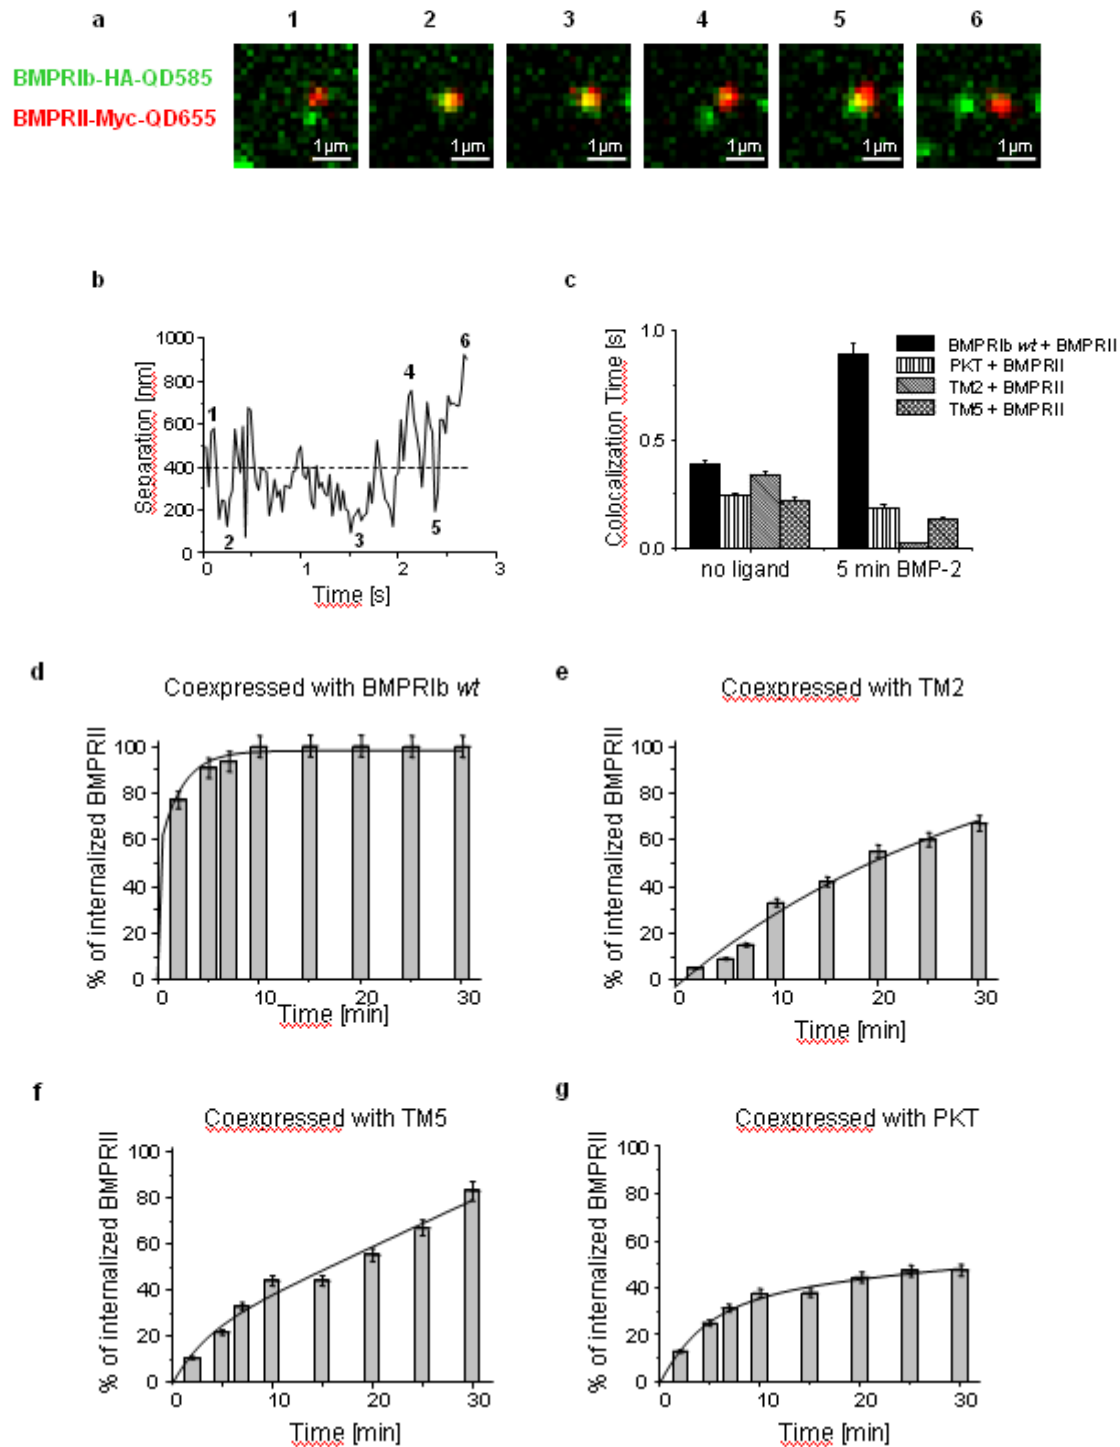 a 1 2 3 4 5 6
BMPRIb-HA-QD585
BMPRII-Myc-QD655
1µm 1µm 1µm 1µm 1µm 1µm
b
Separation [nm]
1000
800
600
400
200
0
1 2 3 4 5 6
0 1 2 3
Time [s]
c
Colocalization Time [s]
1.0
0.5
0.0
BMPRIb wt + BMPRII
PKT + BMPRII
TM2 + BMPRII
TM5 + BMPRII
no ligand 5 min BMP-2
d
Coexpressed with BMPRIb wt
% of internalized BMPRII
100
80
60
40
20
0
0 10 20 30
Time [min]
e
Coexpressed with TM2
% of internalized BMPRII
100
80
60
40
20
0
0 10 20 30
Time [min]
f
Coexpressed with TM5
% of internalized BMPRII
100
80
60
40
20
0
0 10 20 30
Time [min]
g
Coexpressed with PKT
% of internalized BMPRII
100
80
60
40
20
0
0 10 20 30
Time [min]